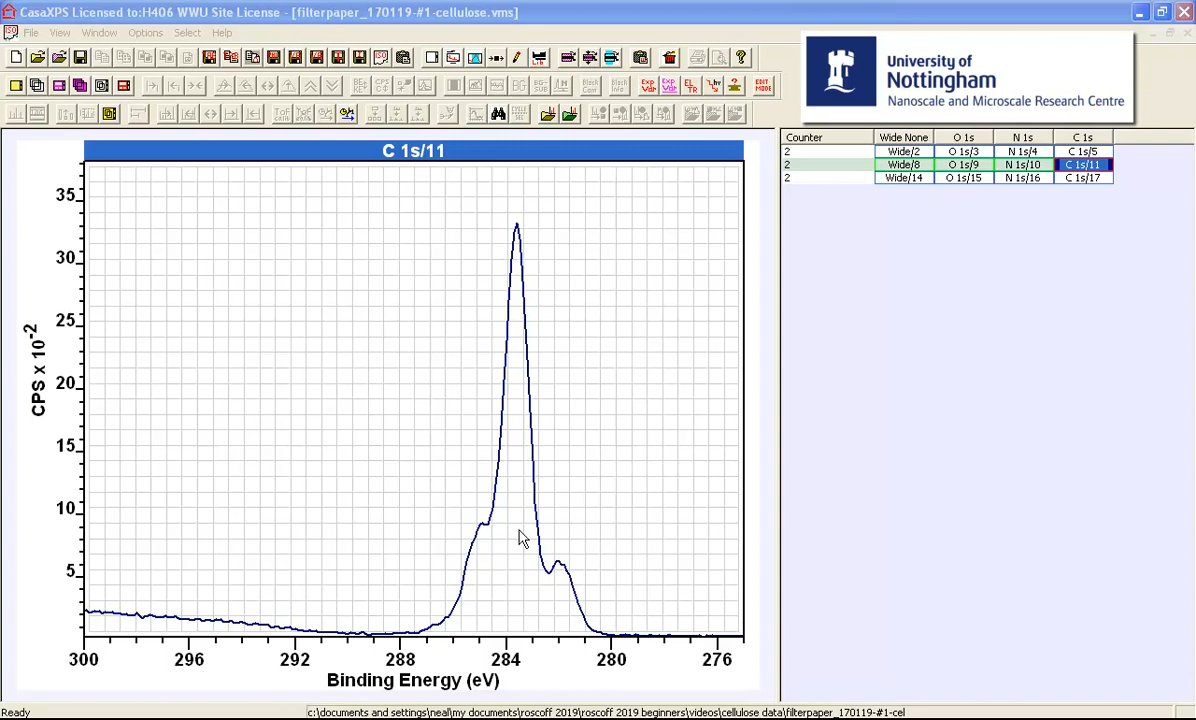 CasaXPS Licensed to:H406 WWU Site License - [filterpaper_170119-#1-cellulose.vms]
File View Window Options Select Help
University of
Nottingham
Nanoscale and Microscale Research Centre
C 1s/11
Counter Wide None O 1s N 1s C 1s
2 Wide/2 O 1s/3 N 1s/4 C 1s/5
2 Wide/8 O 1s/9 N 1s/10 C 1s/11
2 Wide/14 O 1s/15 N 1s/16 C 1s/17
CPS x 10-2
35
30
25
20
15
10
5
300 296 292 288 284 280 276
Binding Energy (eV)
Ready c:\documents and settings\neal\my documents\roscoff 2019\roscoff 2019 beginners\videos\cellulose data\filterpaper_170119-#1-cel